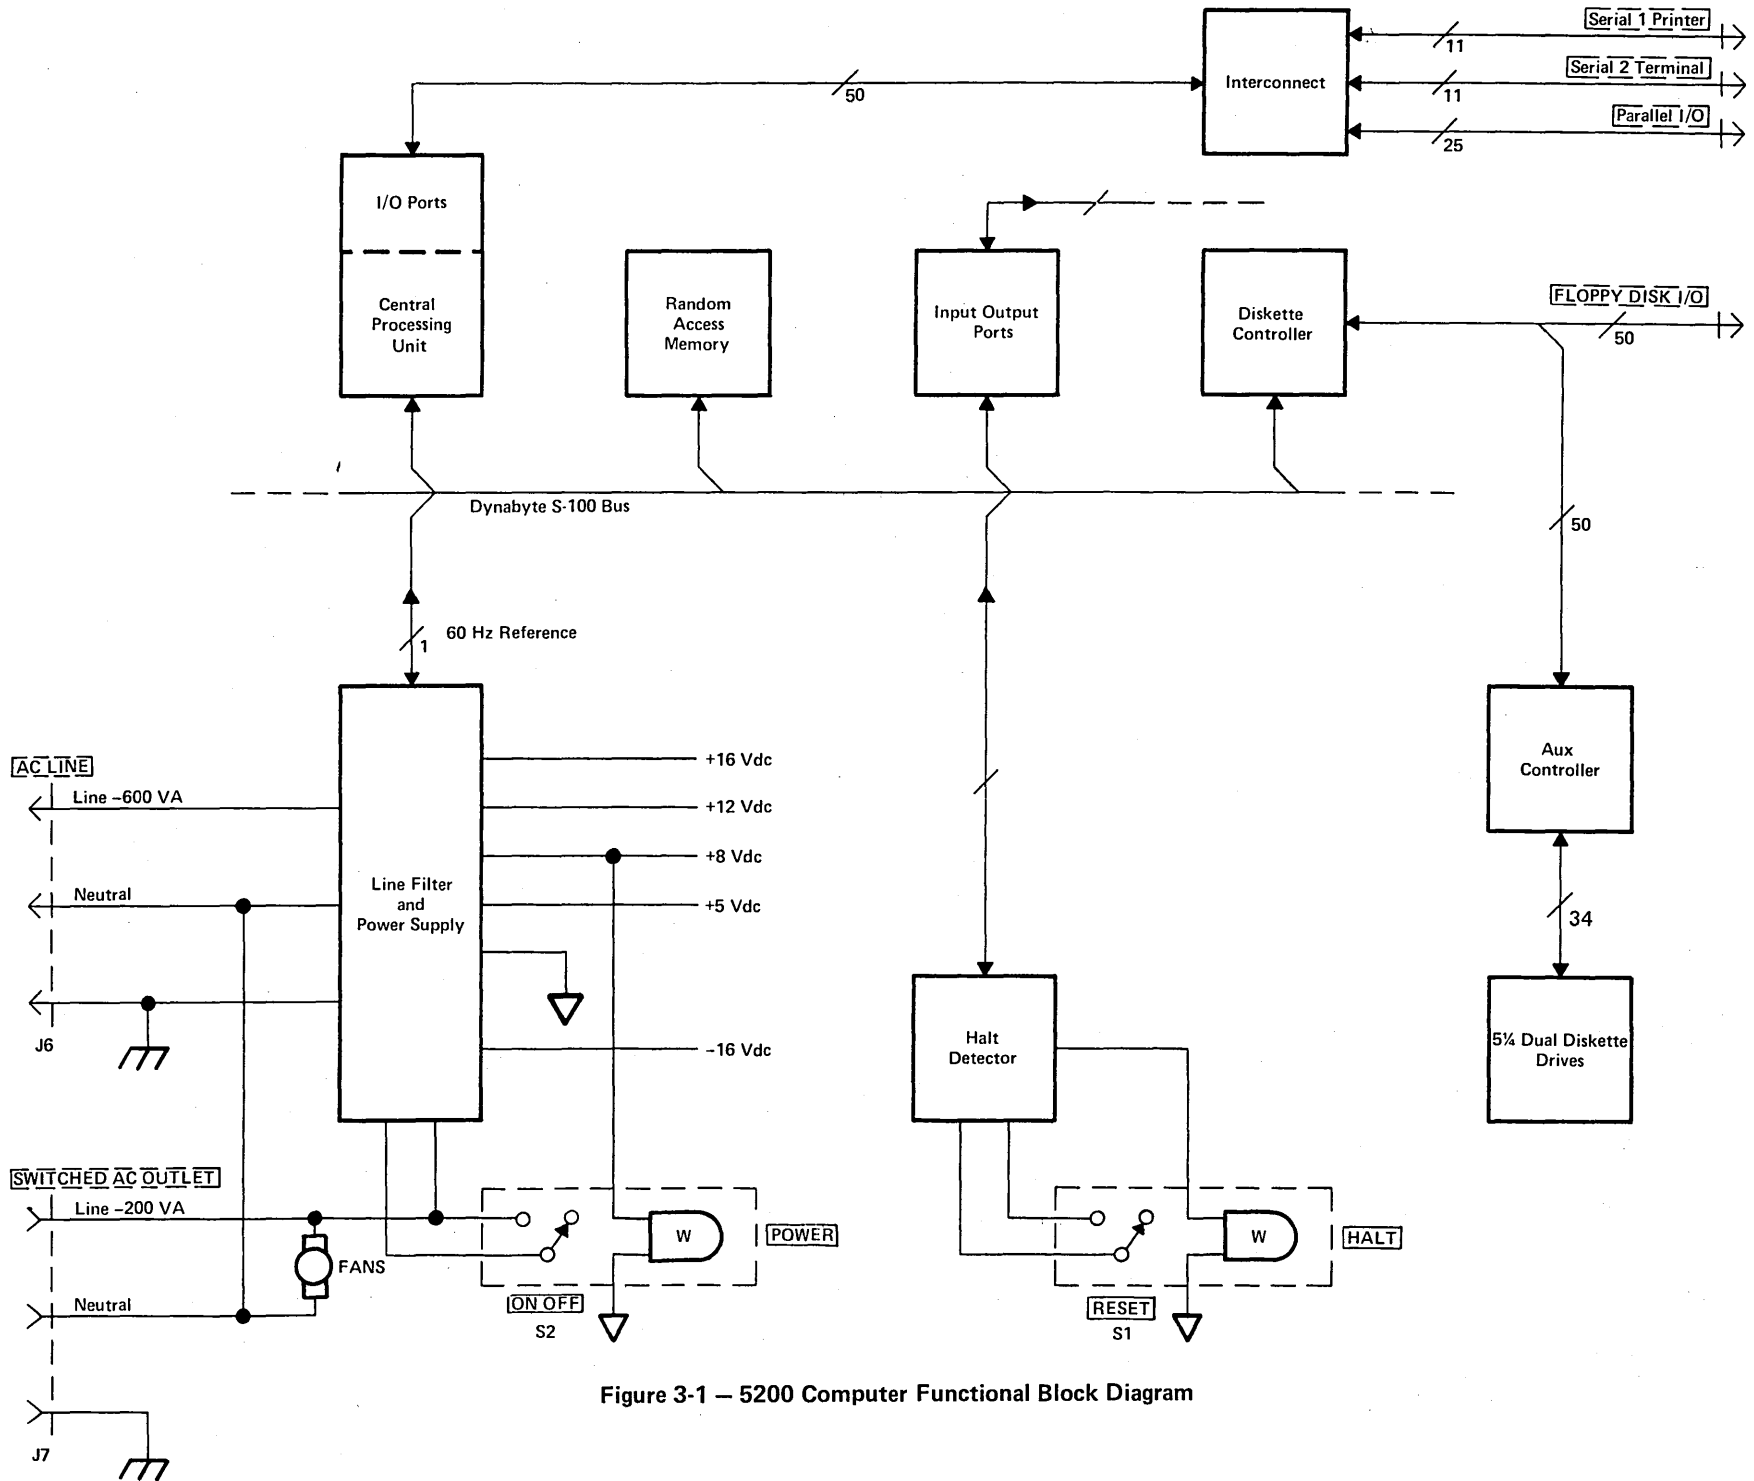 Serial 1 Printer
11
Serial 2 Terminal
50
Interconnect
11
Parallel I/O
25
I/O Ports
Central
Processing
Unit
Random
Access
Memory
Input Output
Ports
Diskette
Controller
FLOPPY DISK I/O
50
Dynabyte S-100 Bus
50
1
60 Hz Reference
AC LINE
Line -600 VA
Neutral
J6
Line Filter
and
Power Supply
+16 Vdc
+12 Vdc
+8 Vdc
+5 Vdc
-16 Vdc
Aux
Controller
34
Halt
Detector
5¼ Dual Diskette
Drives
SWITCHED AC OUTLET
Line -200 VA
FANS
Neutral
J7
W
POWER
ON OFF
S2
W
HALT
RESET
S1
Figure 3-1 — 5200 Computer Functional Block Diagram